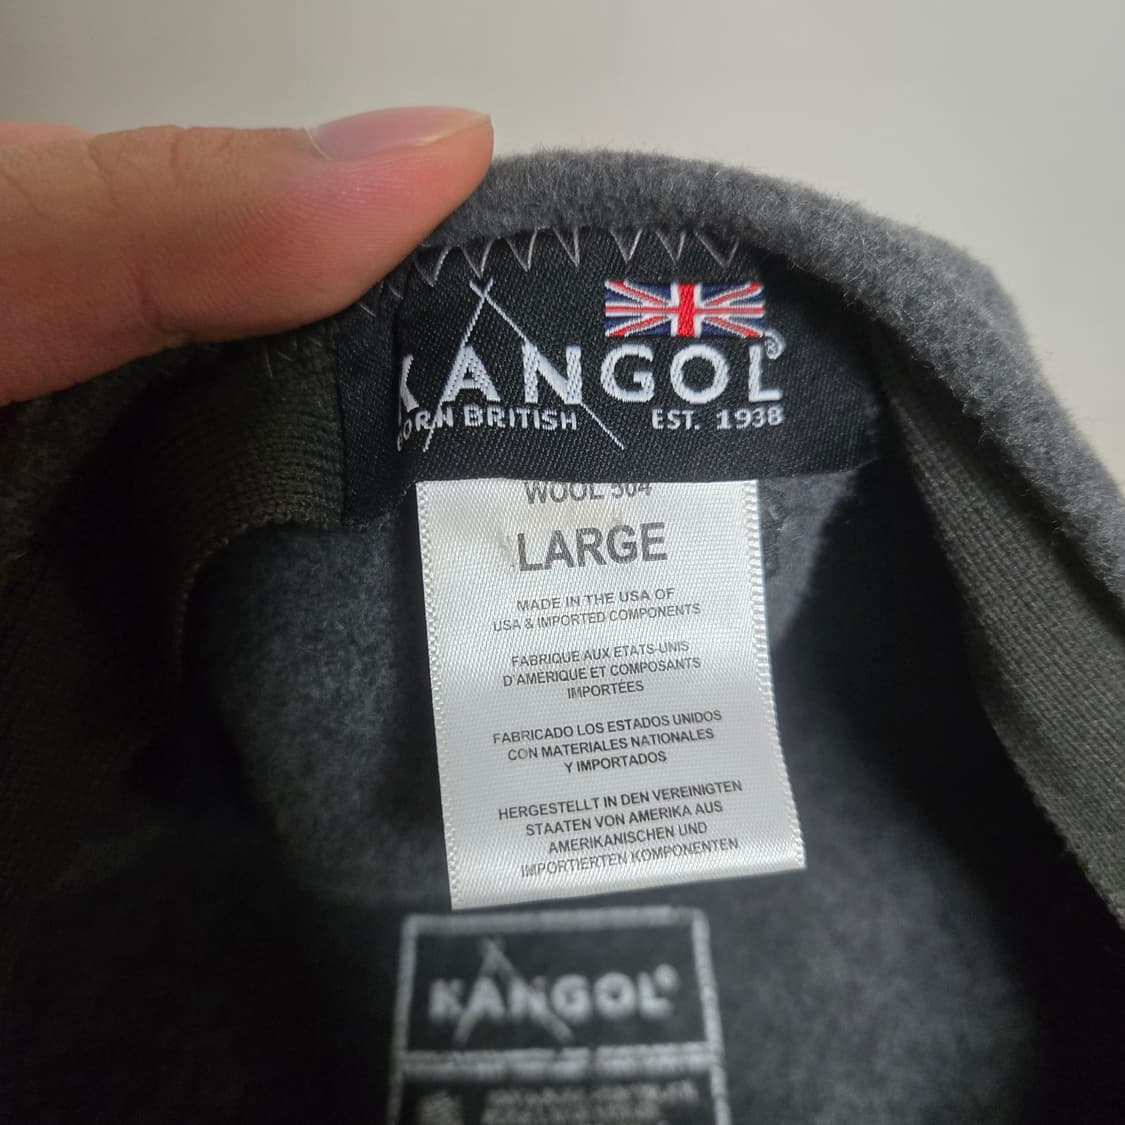 KANGOL®
BORN BRITISH EST. 1938
WOOL 504
LARGE
MADE IN THE USA OF
USA & IMPORTED COMPONENTS
FABRIQUE AUX ETATS-UNIS
D'AMERIQUE ET COMPOSANTS
IMPORTÉES
FABRICADO LOS ESTADOS UNIDOS
CON MATERIALES NATIONALES
Y IMPORTADOS
HERGESTELLT IN DEN VEREINIGTEN
STAATEN VON AMERIKA AUS
AMERIKANISCHEN UND
IMPORTIERTEN KOMPONENTEN
KANGOL®